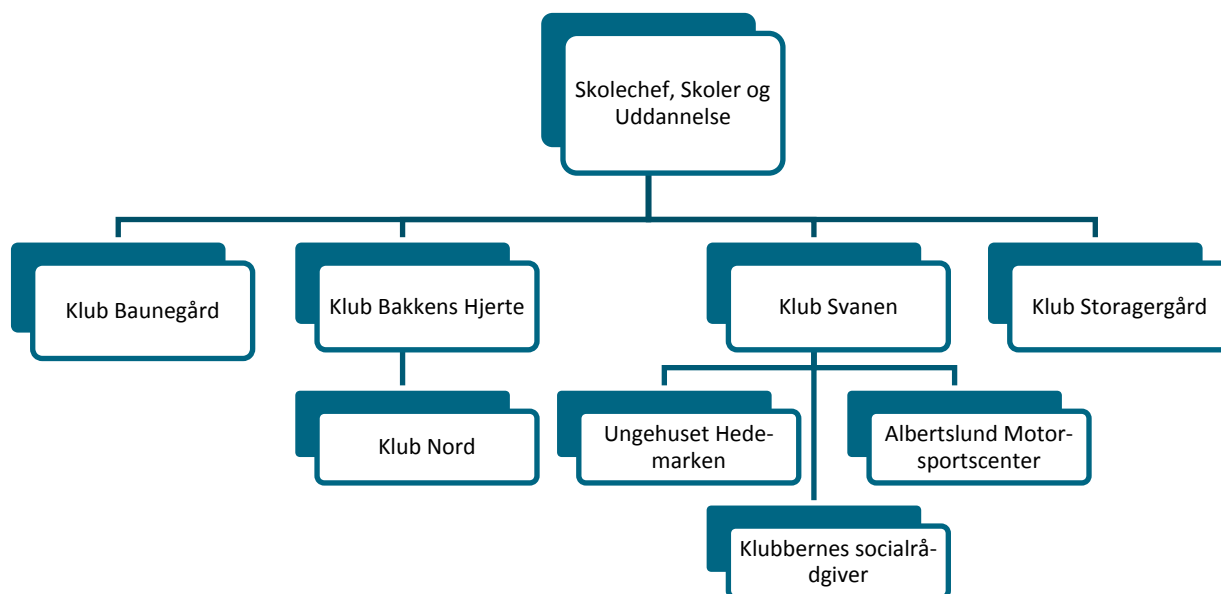 Skolechef, Skoler og
Uddannelse
Klub Baunegård
Klub Bakkens Hjerte
Klub Svanen
Klub Storagergård
Klub Nord
Ungehuset Hede-
marken
Albertslund Motor-
sportscenter
Klubbernes socialrå-
dgiver